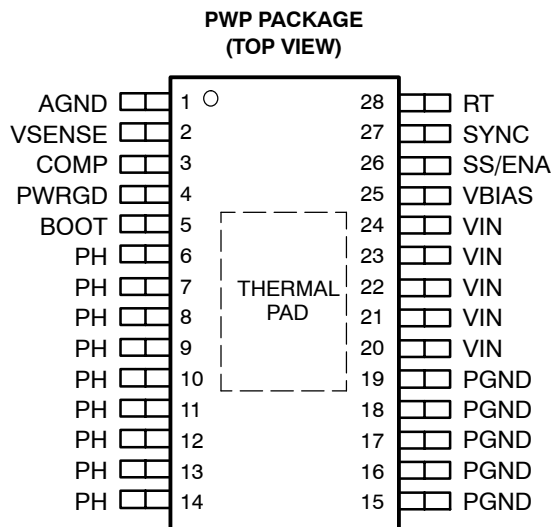 PWP PACKAGE
(TOP VIEW)
AGND 1 28 RT
VSENSE 2 27 SYNC
COMP 3 26 SS/ENA
PWRGD 4 25 VBIAS
BOOT 5 24 VIN
PH 6 23 VIN
PH 7 THERMAL 22 VIN
PH 8 PAD 21 VIN
PH 9 20 VIN
PH 10 19 PGND
PH 11 18 PGND
PH 12 17 PGND
PH 13 16 PGND
PH 14 15 PGND